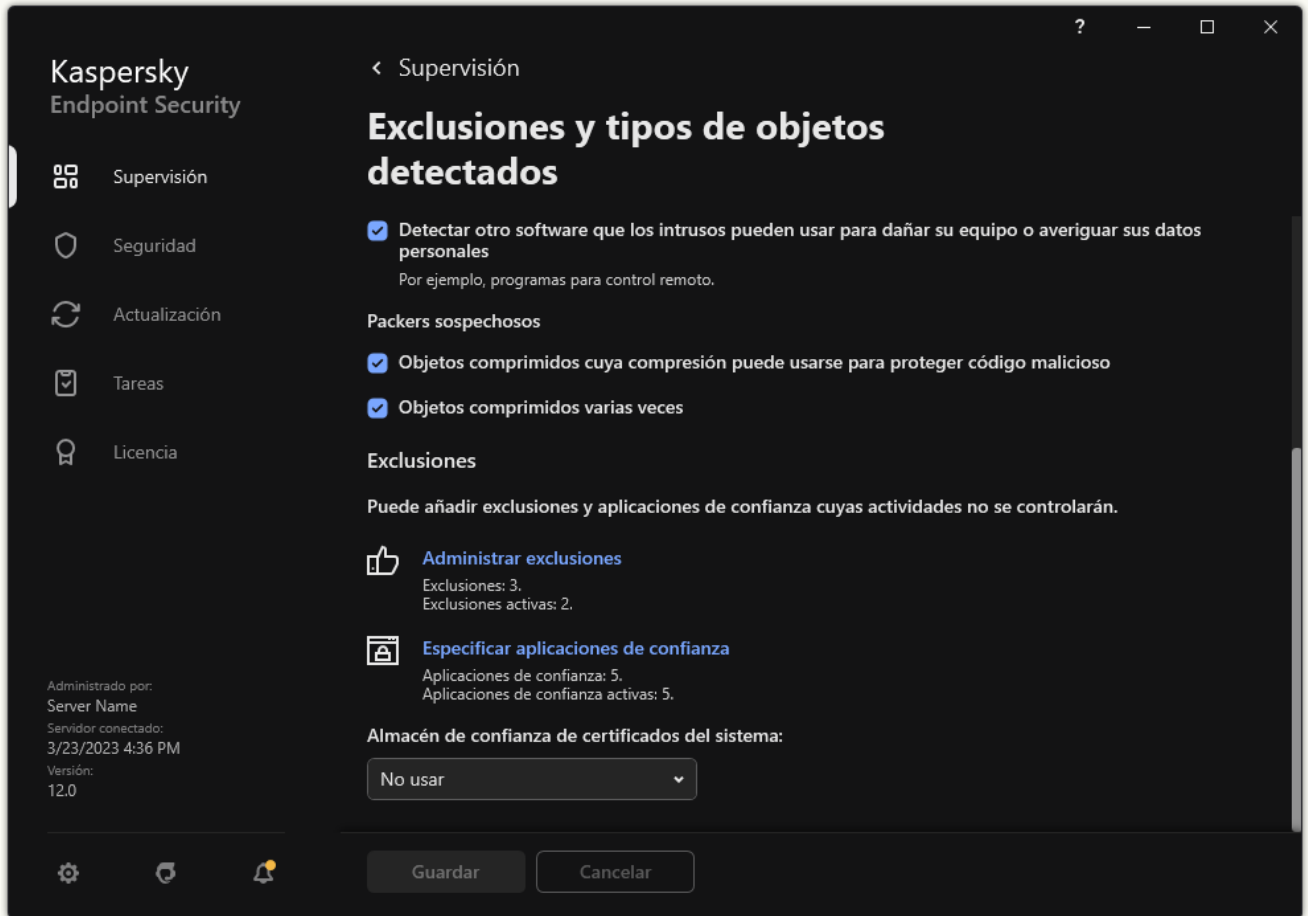 ?
Kaspersky
Endpoint Security
Supervisión
Seguridad
Actualización
Tareas
Licencia
Administrado por:
Server Name
Servidor conectado:
3/23/2023 4:36 PM
Versión:
12.0
Supervisión
Exclusiones y tipos de objetos
detectados
Detectar otro software que los intrusos pueden usar para dañar su equipo o averiguar sus datos
personales
Por ejemplo, programas para control remoto.
Packers sospechosos
Objetos comprimidos cuya compresión puede usarse para proteger código malicioso
Objetos comprimidos varias veces
Exclusiones
Puede añadir exclusiones y aplicaciones de confianza cuyas actividades no se controlarán.
Administrar exclusiones
Exclusiones: 3.
Exclusiones activas: 2.
Especificar aplicaciones de confianza
Aplicaciones de confianza: 5.
Aplicaciones de confianza activas: 5.
Almacén de confianza de certificados del sistema:
No usar
Guardar
Cancelar